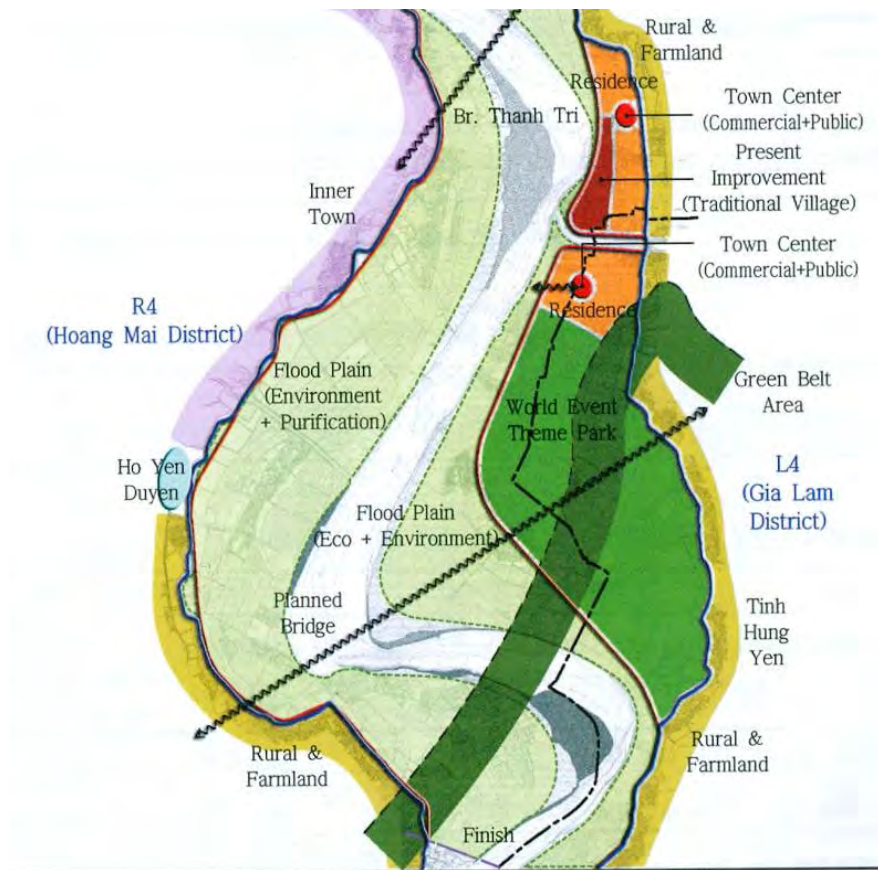 Rural &
Farmland
Residence
Br. Thanh Tri
Town Center
(Commercial+Public)
Present
Improvement
(Traditional Village)
Inner
Town
Town Center
(Commercial+Public)
Residence
R4
(Hoang Mai District)
Flood Plain
(Environment
+ Purification)
Green Belt
Area
World Event
Theme Park
Ho Yen
Duyen
L4
(Gia Lam
District)
Flood Plain
(Eco + Environment)
Planned
Bridge
Tinh
Hung
Yen
Rural &
Farmland
Rural &
Farmland
Finish